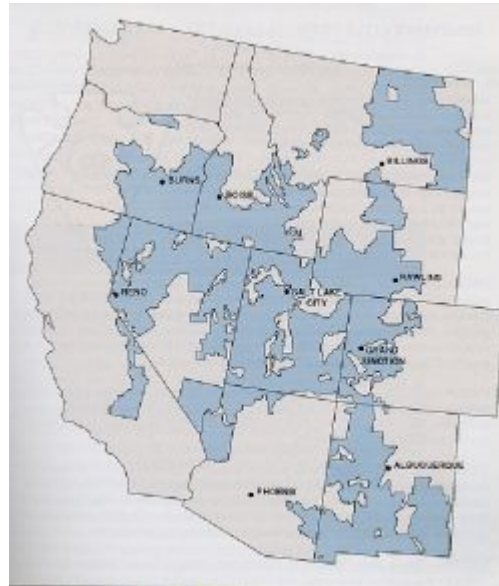 BILLINGS
BURNS
BOISE
RAWLINS
RENO
SALT LAKE
CITY
GRAND
JUNCTION
ALBUQUERQUE
PHOENIX